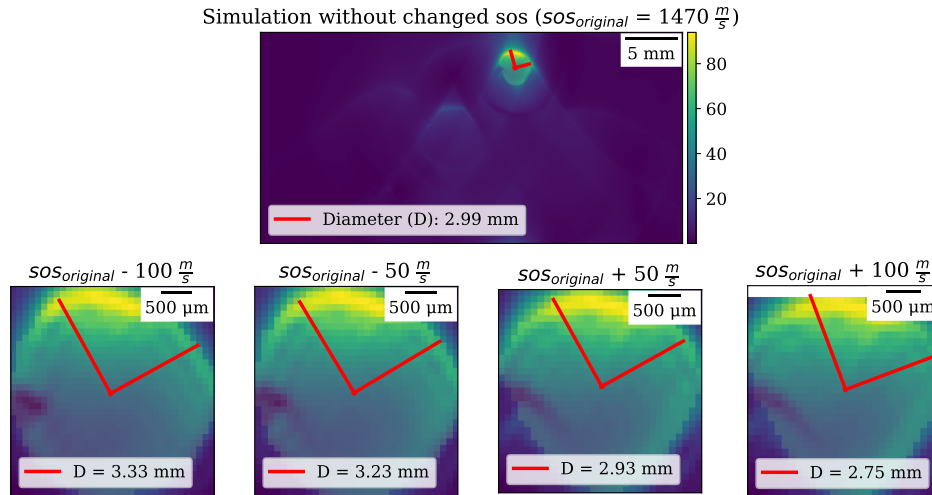 Simulation without changed sos (sos_original = 1470 m/s)
5 mm
80
60
40
20
Diameter (D): 2.99 mm
sos_original - 100 m/s
500 µm
D = 3.33 mm
sos_original - 50 m/s
500 µm
D = 3.23 mm
sos_original + 50 m/s
500 µm
D = 2.93 mm
sos_original + 100 m/s
500 µm
D = 2.75 mm